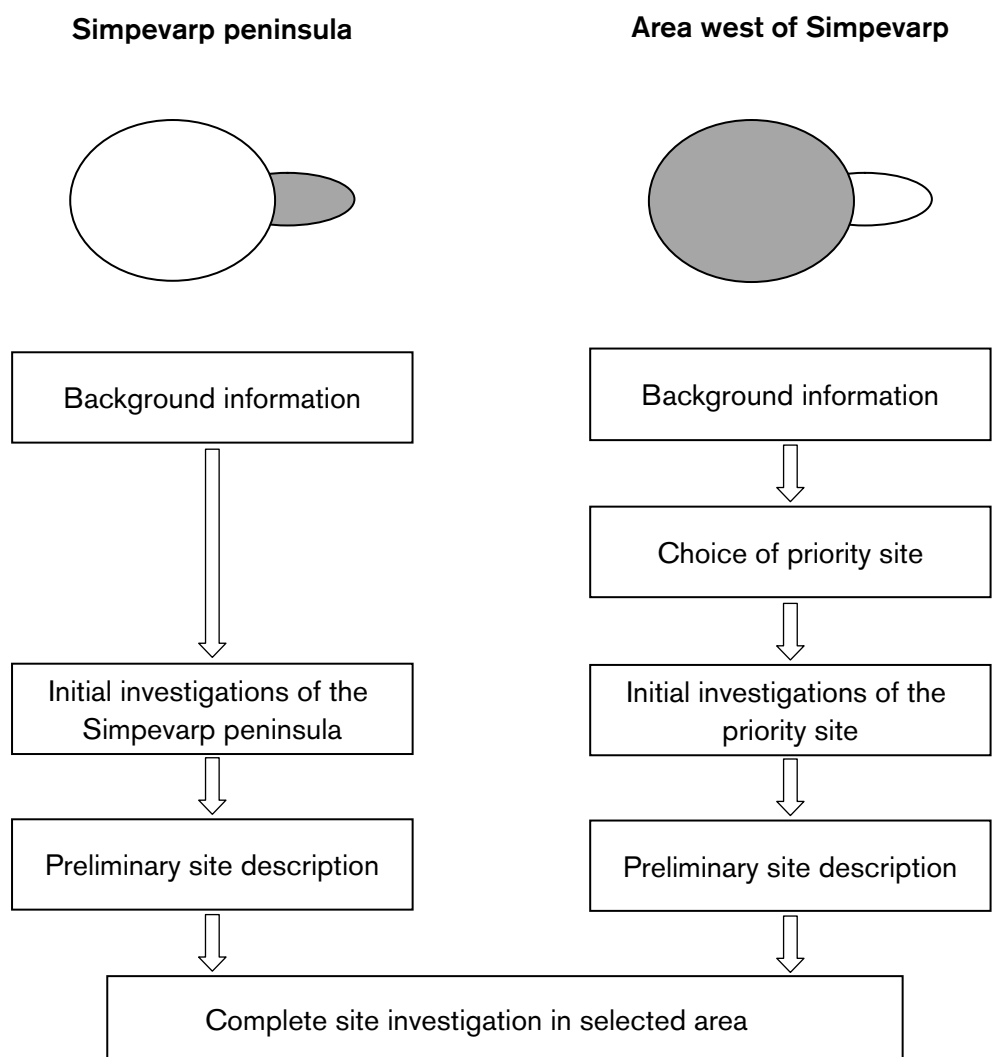 Simpevarp peninsula
Area west of Simpevarp
Background information
Background information
Choice of priority site
Initial investigations of the
Simpevarp peninsula
Initial investigations of the
priority site
Preliminary site description
Preliminary site description
Complete site investigation in selected area